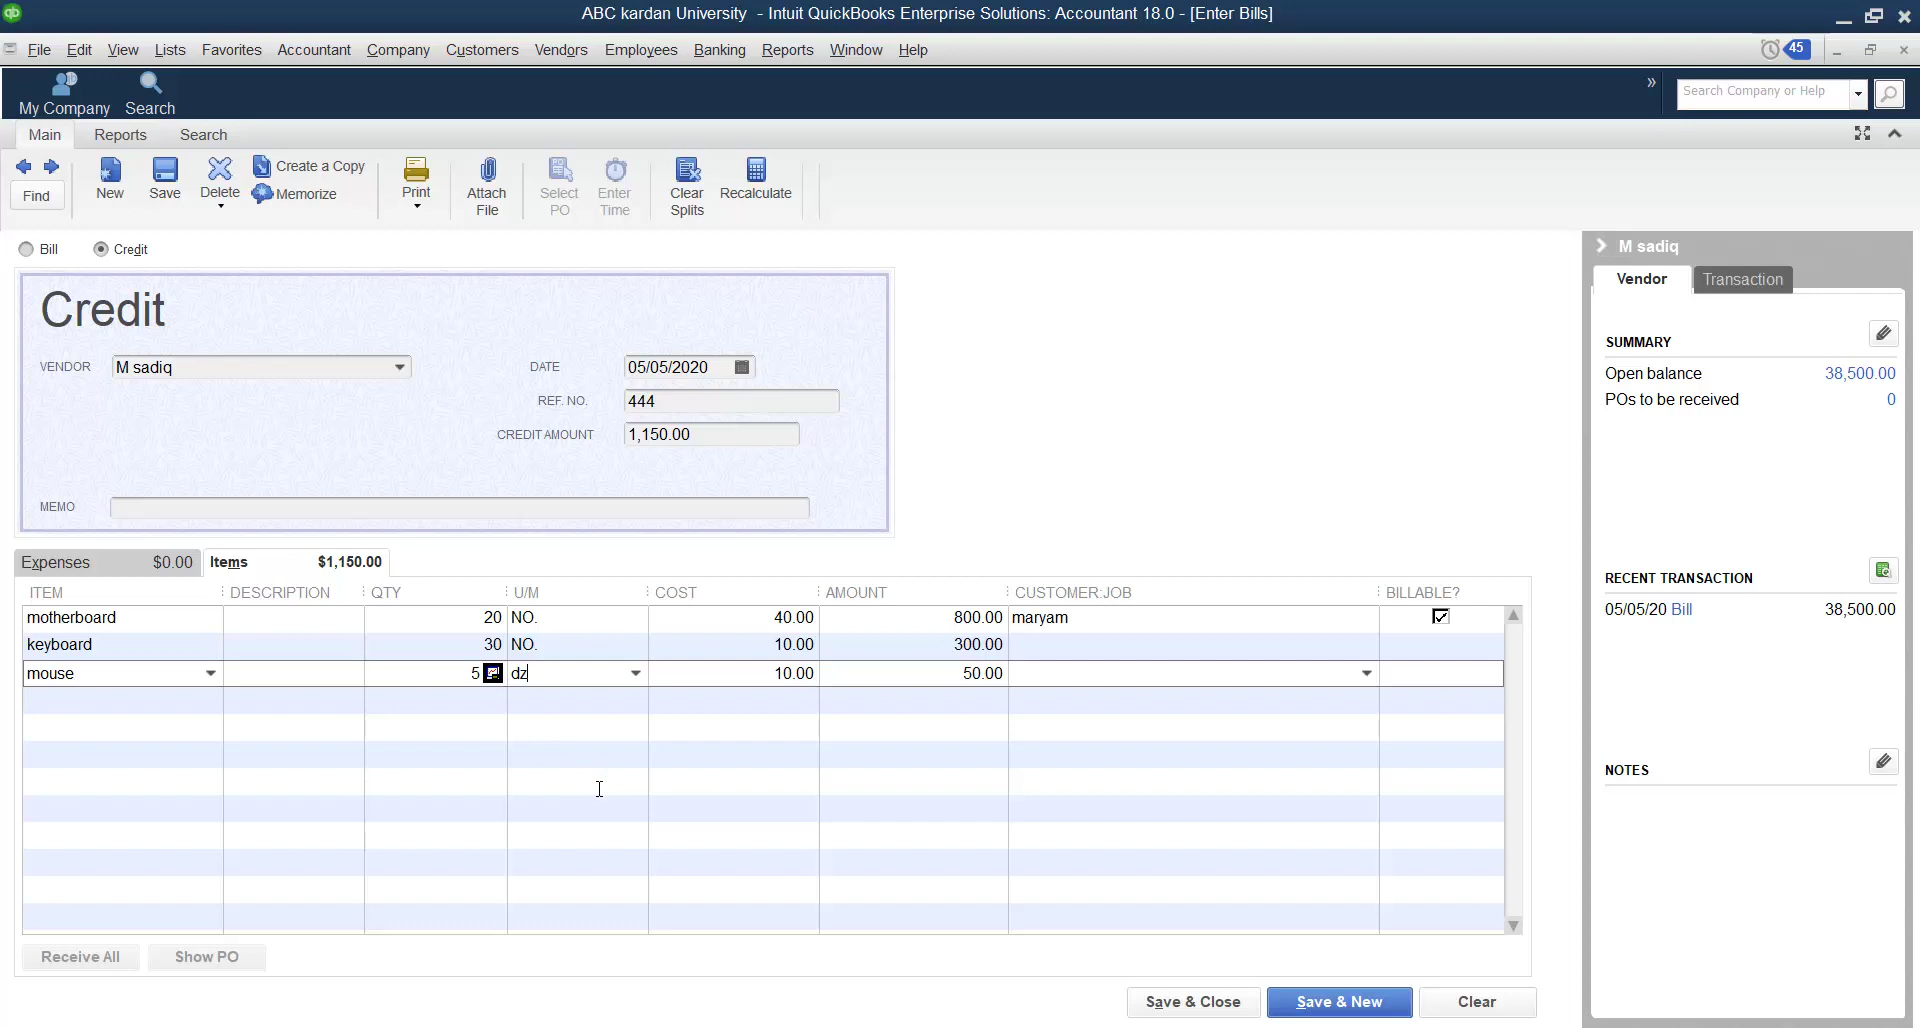 ABC kardan University - Intuit QuickBooks Enterprise Solutions: Accountant 18.0 - [Enter Bills]
File Edit View Lists Favorites Accountant Company Customers Vendors Employees Banking Reports Window Help 45
My Company Search » Search Company or Help
Main Reports Search
Find New Save Delete Create a Copy Memorize Print Attach File Select PO Enter Time Clear Splits Recalculate
Bill Credit
Credit
VENDOR M sadiq DATE 05/05/2020
REF. NO. 444
CREDIT AMOUNT 1,150.00
MEMO
Expenses $0.00 Items $1,150.00
ITEM DESCRIPTION QTY U/M COST AMOUNT CUSTOMER:JOB BILLABLE?
motherboard 20 NO. 40.00 800.00 maryam
keyboard 30 NO. 10.00 300.00
mouse 5 dz 10.00 50.00
Receive All Show PO
Save & Close Save & New Clear
M sadiq
Vendor Transaction
SUMMARY
Open balance 38,500.00
POs to be received 0
RECENT TRANSACTION
05/05/20 Bill 38,500.00
NOTES